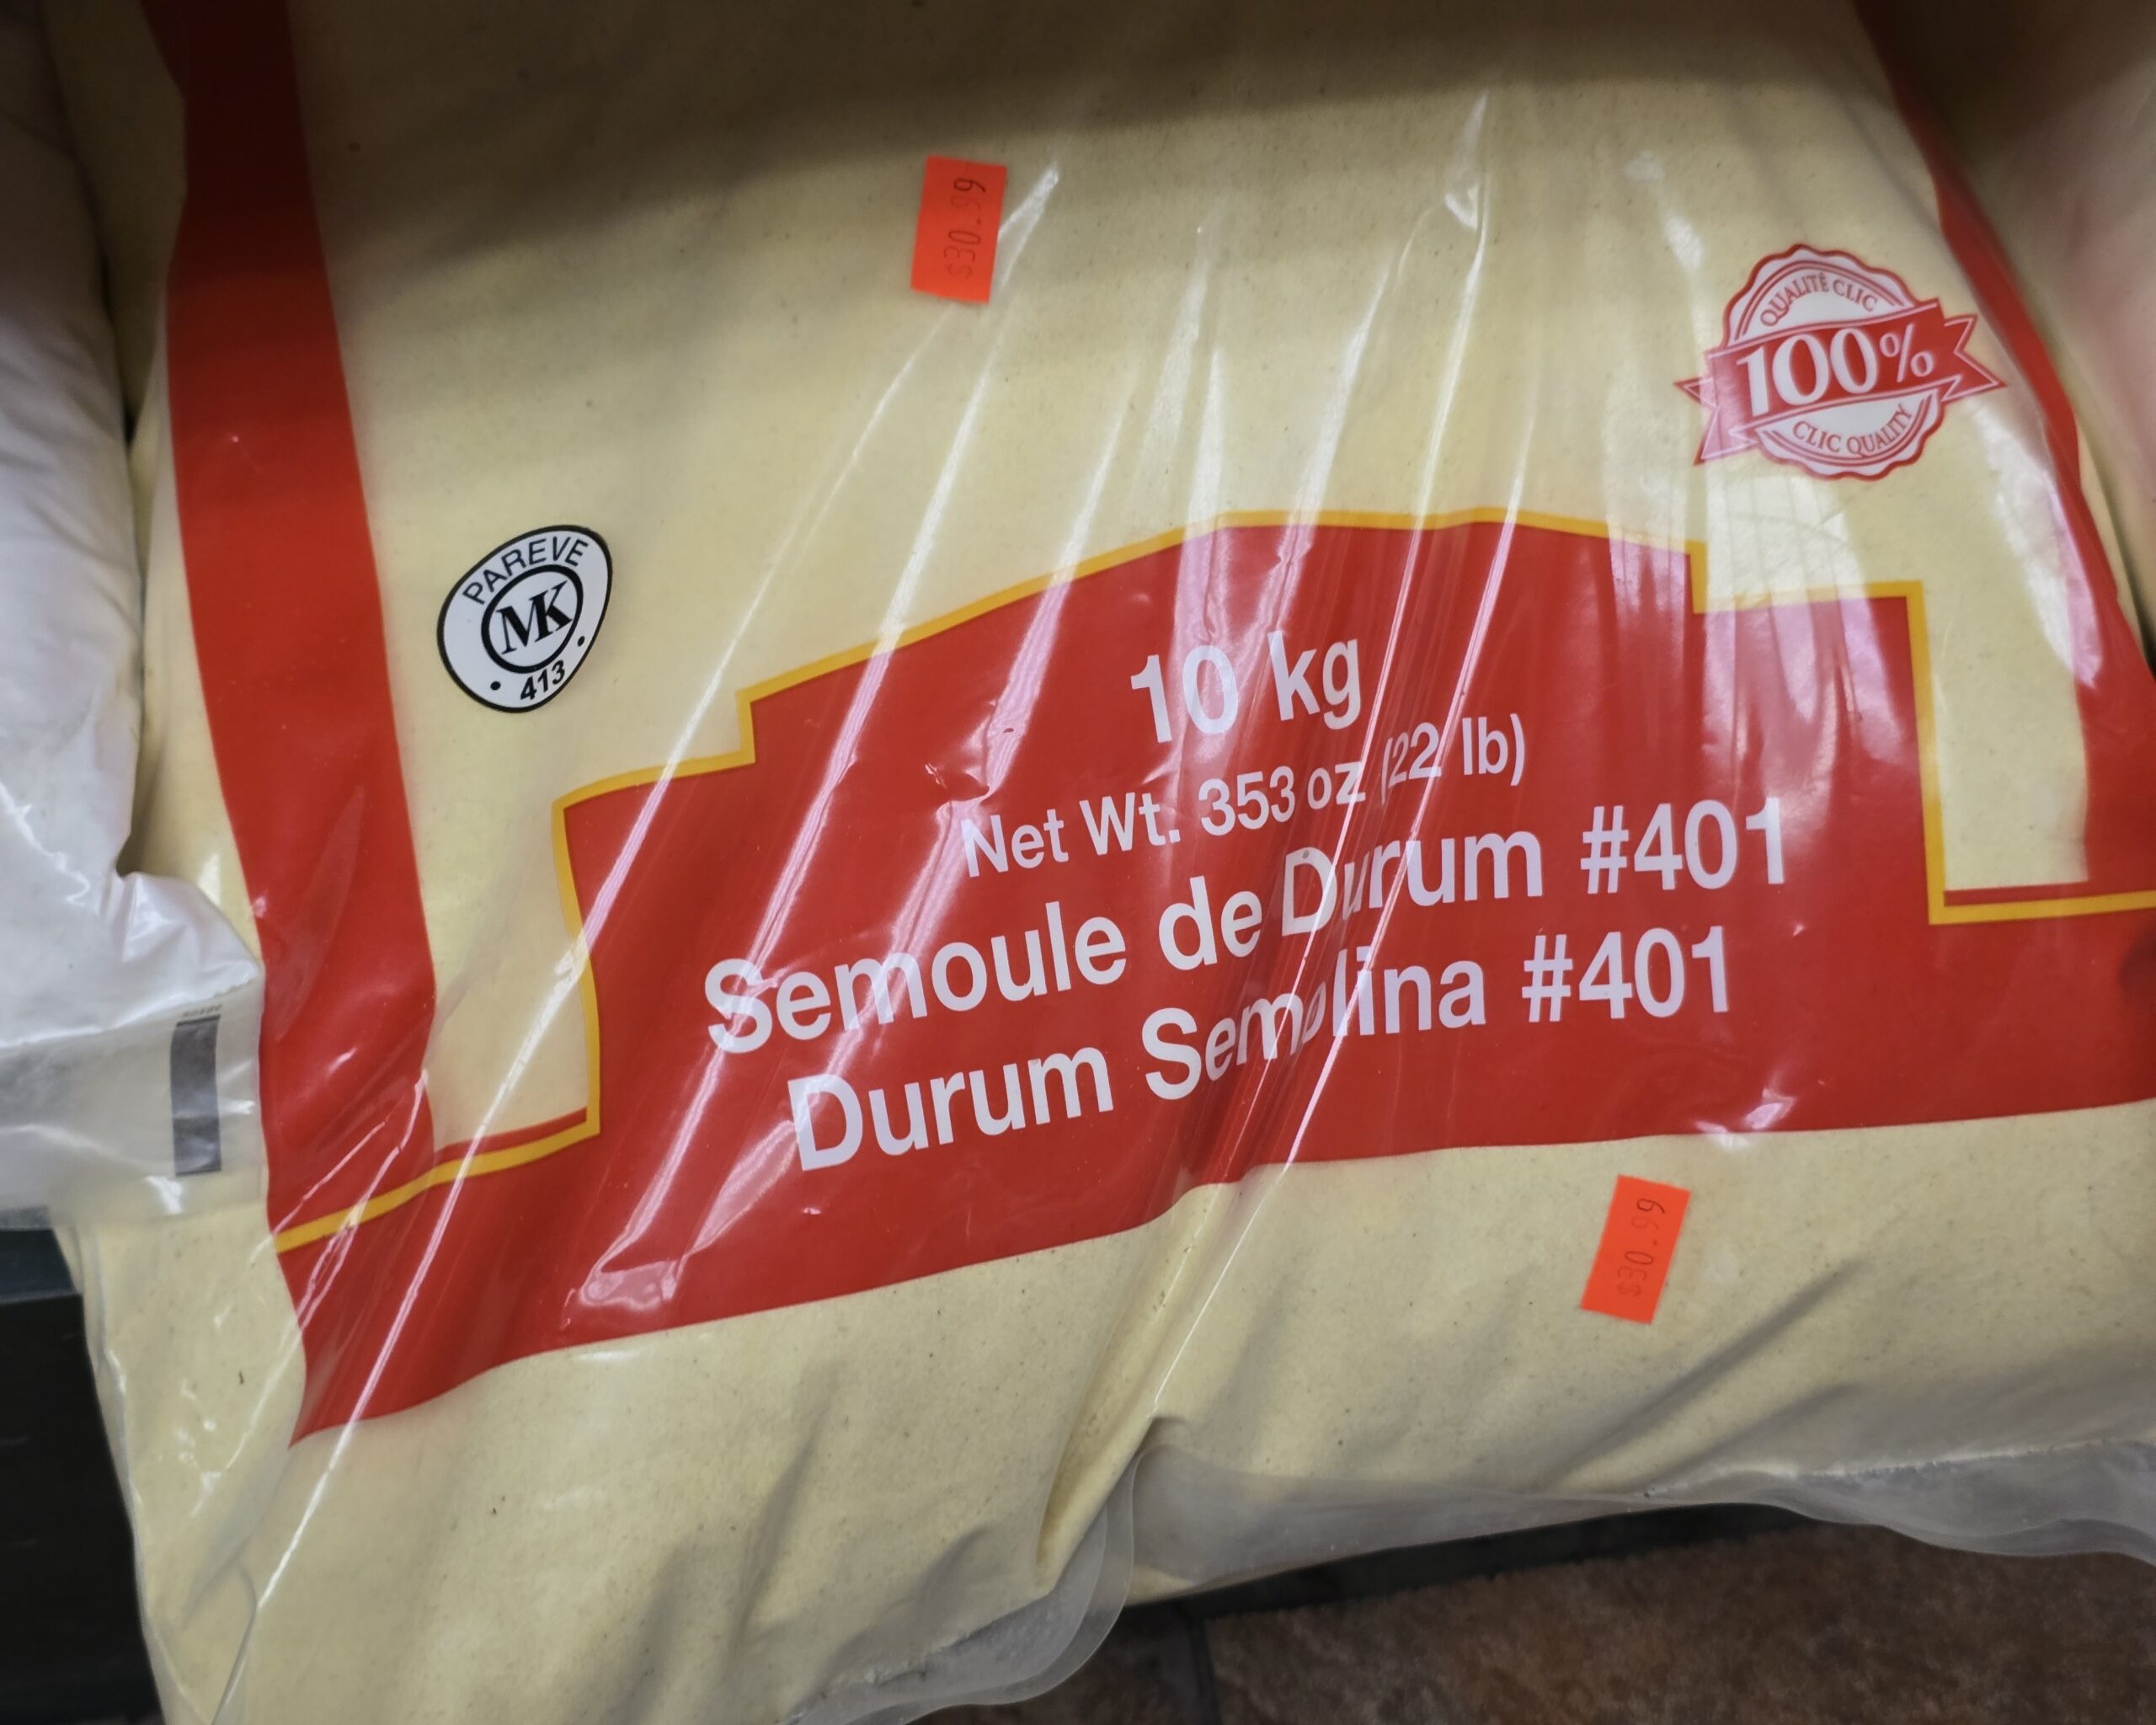 $30.99
QUALITÉ CLIC
100%
CLIC QUALITY
PAREVE
MK
• 413 •
10 kg
Net Wt. 353 oz (22 lb)
Semoule de Durum #401
Durum Semolina #401
$30.99